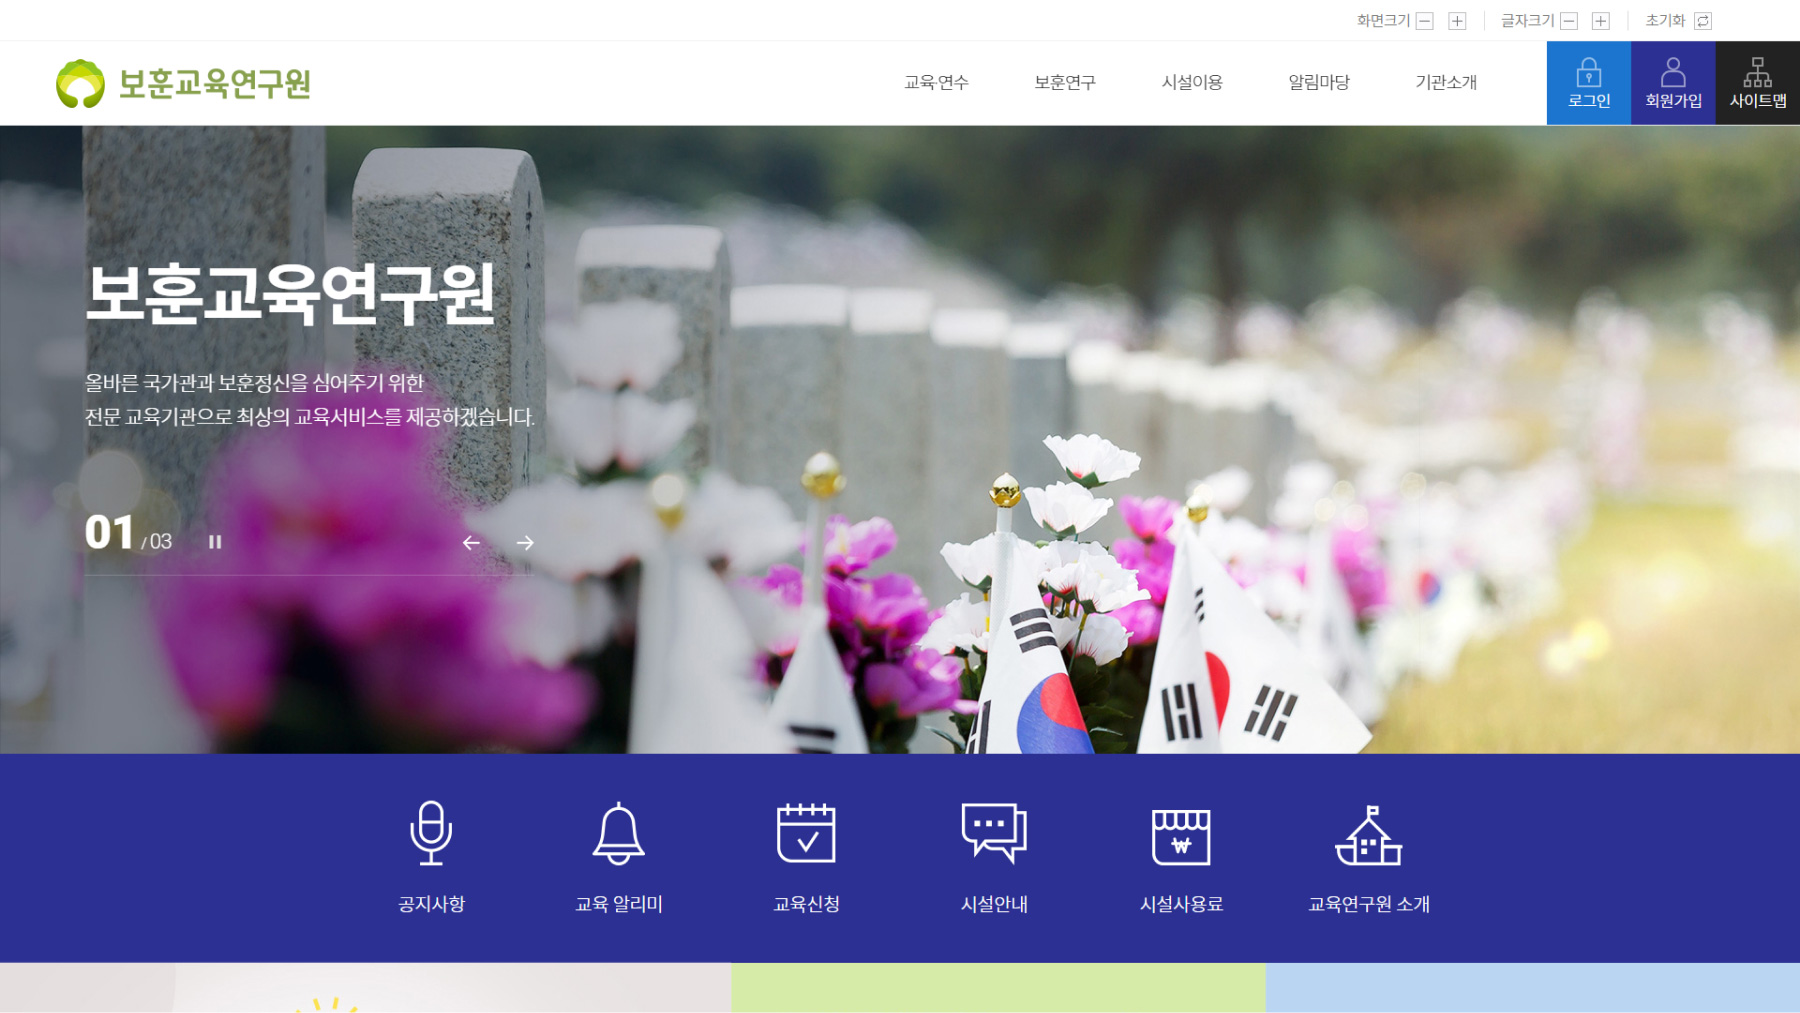 화면크기
글자크기
초기화
보훈교육연구원
교육·연수
보훈연구
시설이용
알림마당
기관소개
로그인
회원가입
사이트맵
보훈교육연구원
올바른 국가관과 보훈정신을 심어주기 위한
전문 교육기관으로 최상의 교육서비스를 제공하겠습니다.
01 / 03
공지사항
교육 알리미
교육신청
시설안내
시설사용료
교육연구원 소개